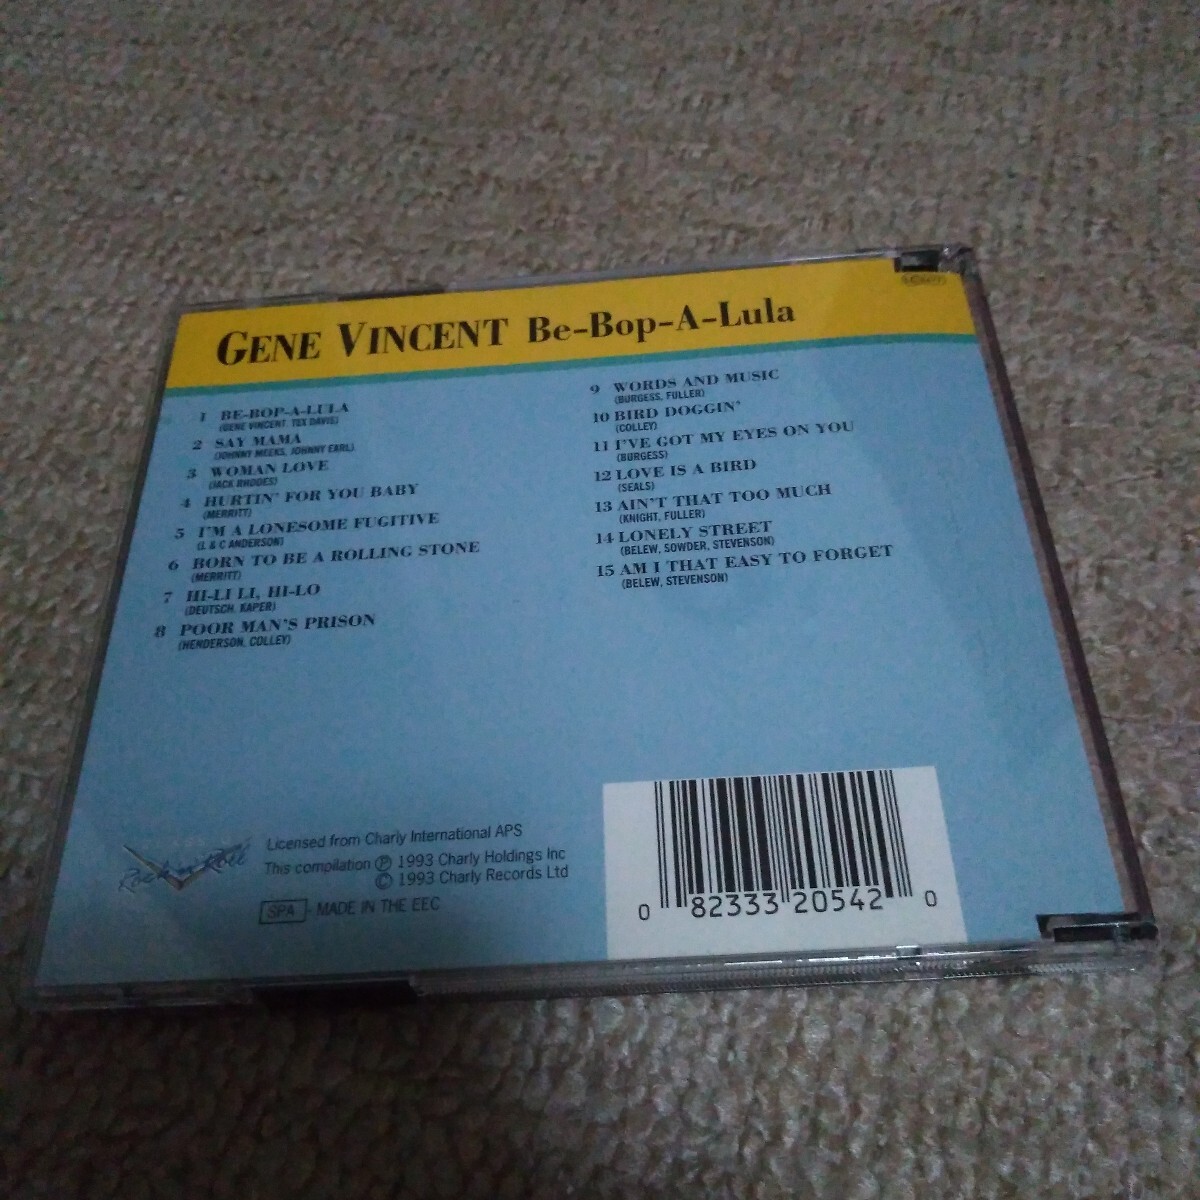 GENE VINCENT Be-Bop-A-Lula
1 BE-BOP-A-LULA
(GENE VINCENT, TEX DAVIS)
2 SAY MAMA
(JOHNNY MEEKS, JOHNNY EARL)
3 WOMAN LOVE
(JACK RHODES)
4 HURTIN' FOR YOU BABY
(MERRITT)
5 I'M A LONESOME FUGITIVE
(L & C ANDERSON)
6 BORN TO BE A ROLLING STONE
(MERRITT)
7 HI-LI LI, HI-LO
(DEUTSCH, KAPER)
8 POOR MAN'S PRISON
(HENDERSON, COLLEY)
9 WORDS AND MUSIC
(BURGESS, FULLER)
10 BIRD DOGGIN'
(COLLEY)
11 I'VE GOT MY EYES ON YOU
(BURGESS)
12 LOVE IS A BIRD
(SEALS)
13 AIN'T THAT TOO MUCH
(KNIGHT, FULLER)
14 LONELY STREET
(BELEW, SOWDER, STEVENSON)
15 AM I THAT EASY TO FORGET
(BELEW, STEVENSON)
Rock 'n' Roll
Licensed from Charly International APS
This compilation ℗ 1993 Charly Holdings Inc
© 1993 Charly Records Ltd
SPA - MADE IN THE EEC
0 82333 20542 0